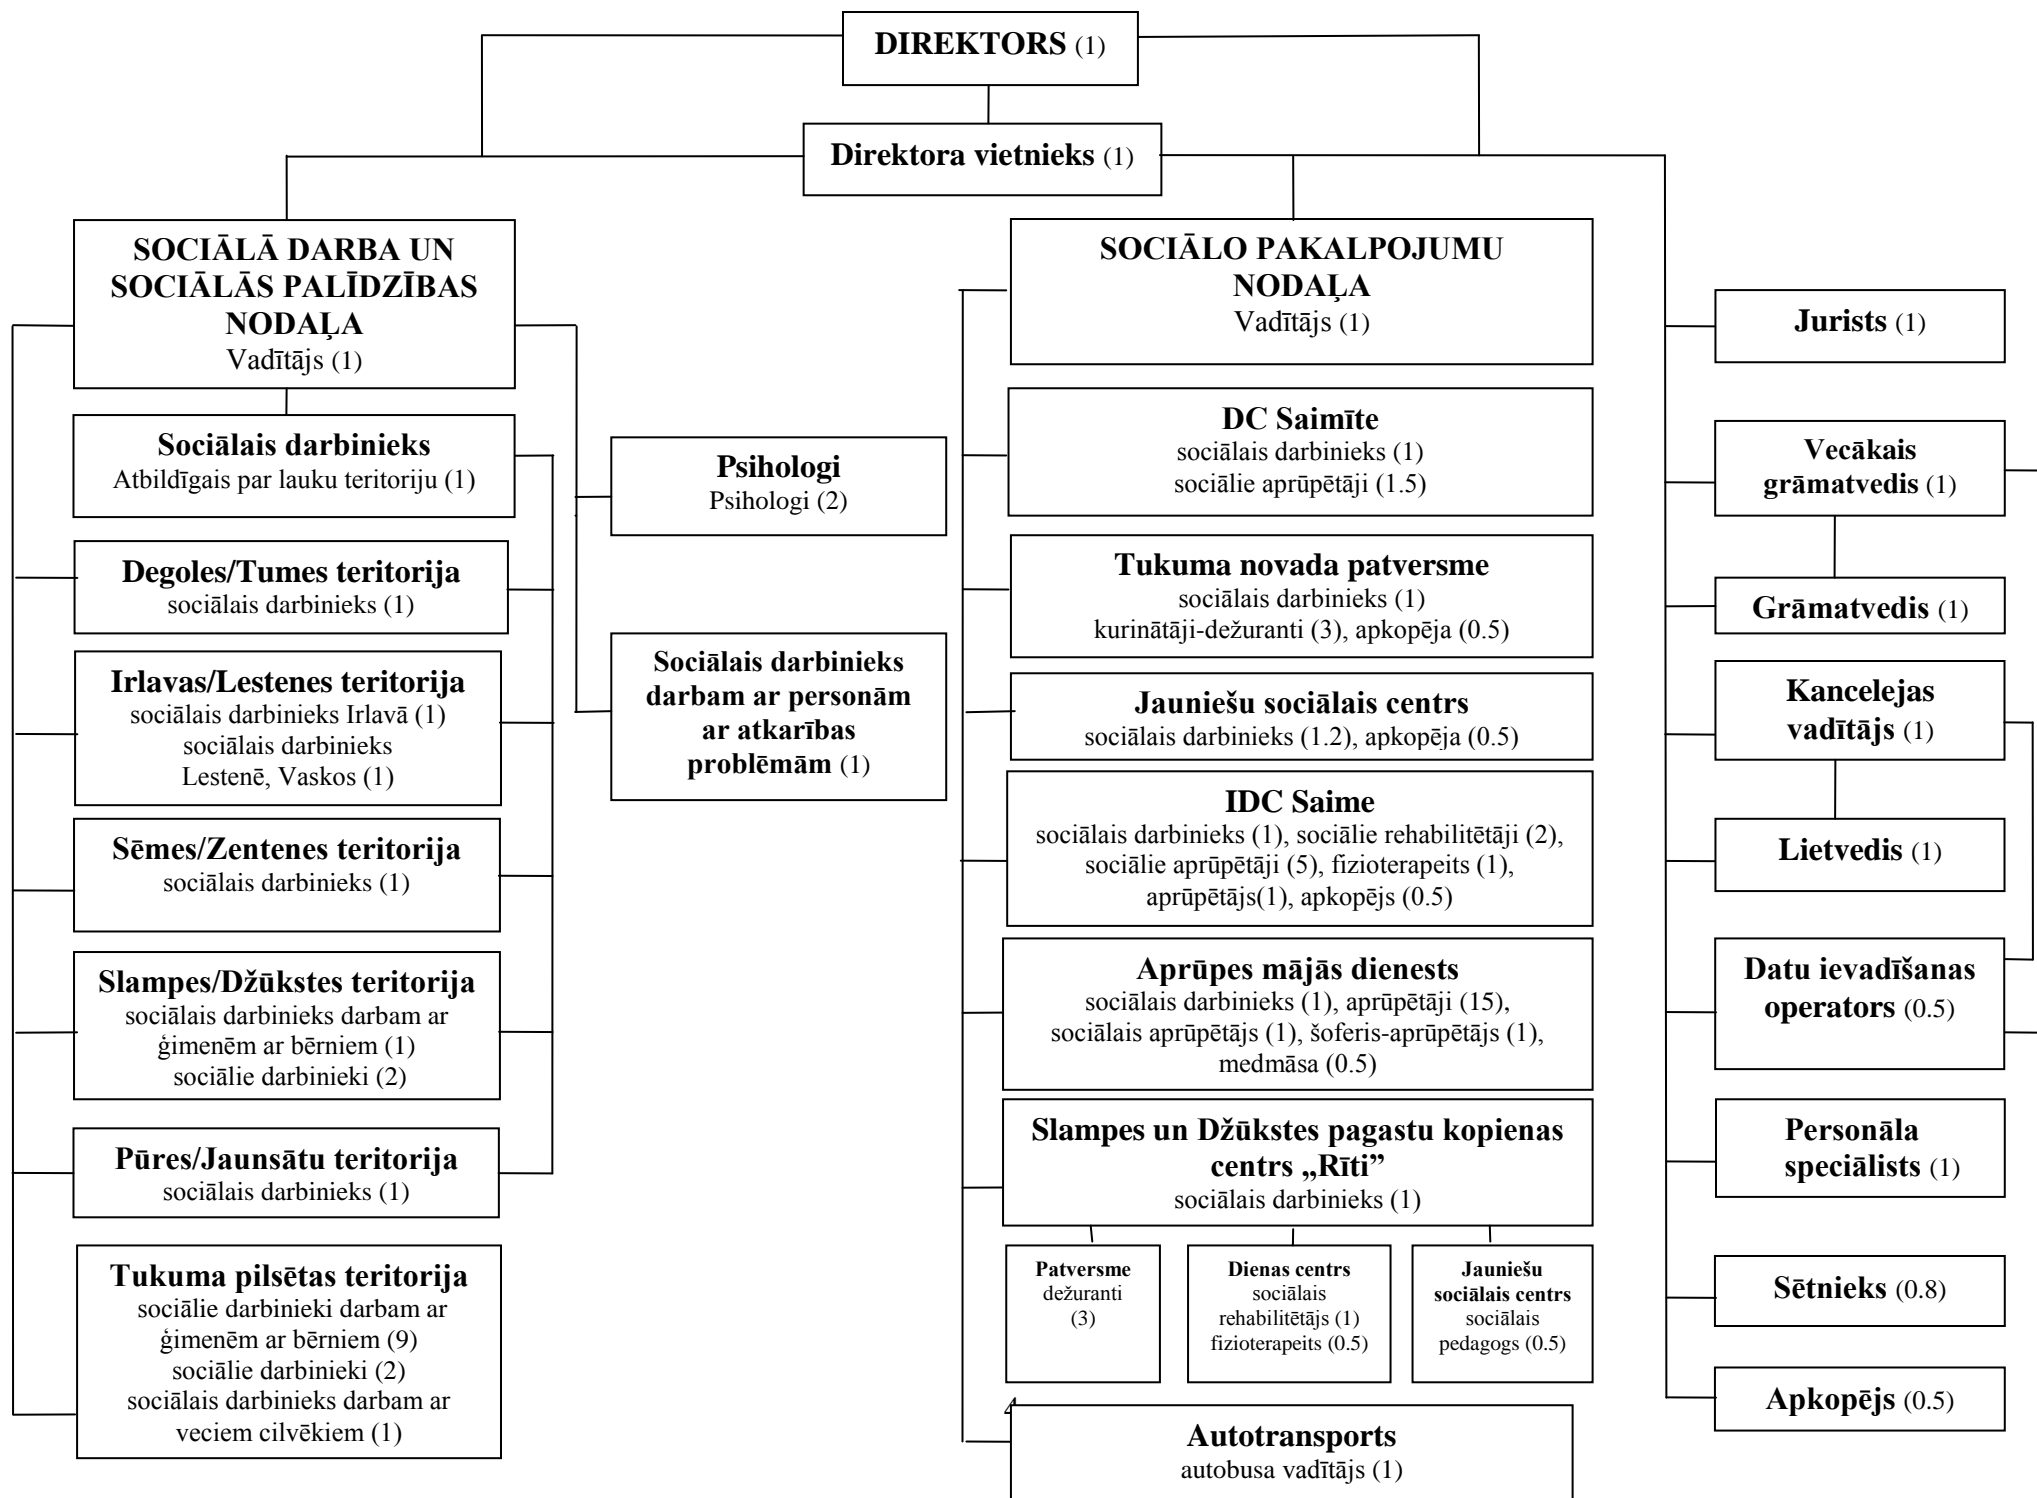 DIREKTORS (1)
Direktora vietnieks (1)
SOCIĀLĀ DARBA UN
SOCIĀLĀS PALĪDZĪBAS
NODAĻA
Vadītājs (1)
Sociālais darbinieks
Atbildīgais par lauku teritoriju (1)
Degoles/Tumes teritorija
sociālais darbinieks (1)
Irlavas/Lestenes teritorija
sociālais darbinieks Irlavā (1)
sociālais darbinieks
Lestenē, Vaskos (1)
Sēmes/Zentenes teritorija
sociālais darbinieks (1)
Slampes/Džūkstes teritorija
sociālais darbinieks darbam ar
ģimenēm ar bērniem (1)
sociālie darbinieki (2)
Pūres/Jaunsātu teritorija
sociālais darbinieks (1)
Tukuma pilsētas teritorija
sociālie darbinieki darbam ar
ģimenēm ar bērniem (9)
sociālie darbinieki (2)
sociālais darbinieks darbam ar
veciem cilvēkiem (1)
Psihologi
Psihologi (2)
Sociālais darbinieks
darbam ar personām
ar atkarības
problēmām (1)
SOCIĀLO PAKALPOJUMU
NODAĻA
Vadītājs (1)
DC Saimīte
sociālais darbinieks (1)
sociālie aprūpētāji (1.5)
Tukuma novada patversme
sociālais darbinieks (1)
kurinātāji-dežuranti (3), apkopēja (0.5)
Jauniešu sociālais centrs
sociālais darbinieks (1.2), apkopēja (0.5)
IDC Saime
sociālais darbinieks (1), sociālie rehabilitētāji (2),
sociālie aprūpētāji (5), fizioterapeits (1),
aprūpētājs(1), apkopējs (0.5)
Aprūpes mājās dienests
sociālais darbinieks (1), aprūpētāji (15),
sociālais aprūpētājs (1), šoferis-aprūpētājs (1),
medmāsa (0.5)
Slampes un Džūkstes pagastu kopienas
centrs „Rīti”
sociālais darbinieks (1)
Patversme
dežuranti
(3)
Dienas centrs
sociālais
rehabilitētājs (1)
fizioterapeits (0.5)
Jauniešu
sociālais centrs
sociālais
pedagogs (0.5)
Autotransports
autobusa vadītājs (1)
Jurists (1)
Vecākais
grāmatvedis (1)
Grāmatvedis (1)
Kancelejas
vadītājs (1)
Lietvedis (1)
Datu ievadīšanas
operators (0.5)
Personāla
speciālists (1)
Sētnieks (0.8)
Apkopējs (0.5)